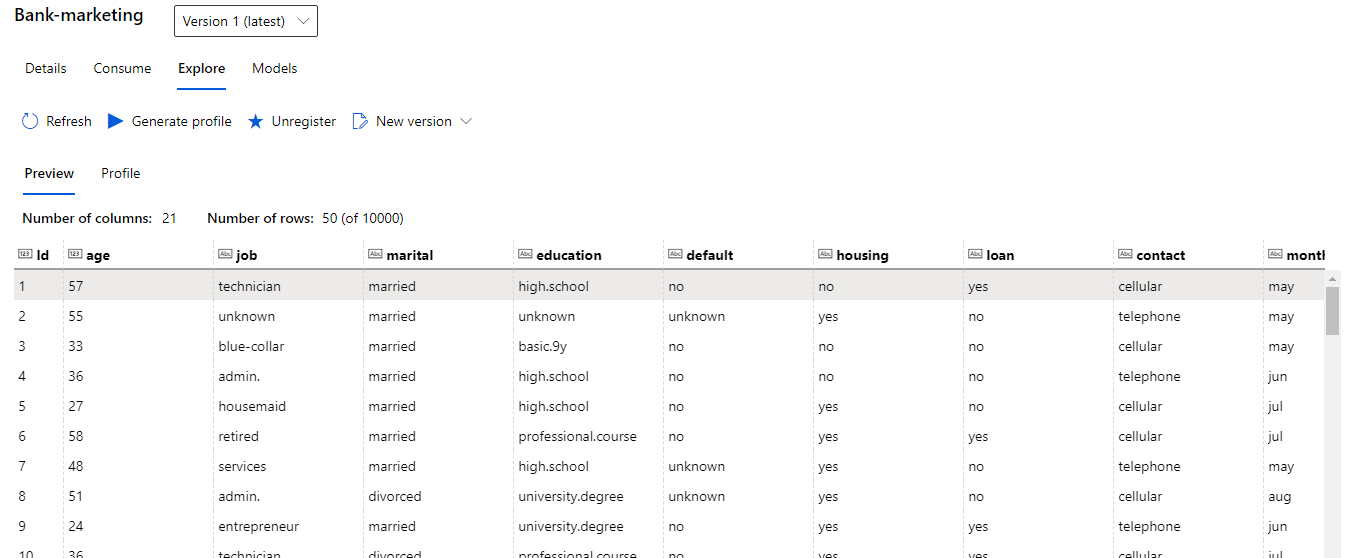 Bank-marketing Version 1 (latest)
Details Consume Explore Models
Refresh Generate profile Unregister New version
Preview Profile
Number of columns: 21 Number of rows: 50 (of 10000)
123 Id 123 age Abc job Abc marital Abc education Abc default Abc housing Abc loan Abc contact Abc month
1 57 technician married high.school no no yes cellular may
2 55 unknown married unknown unknown yes no telephone may
3 33 blue-collar married basic.9y no no no cellular may
4 36 admin. married high.school no no no telephone jun
5 27 housemaid married high.school no yes no cellular jul
6 58 retired married professional.course no yes yes cellular jul
7 48 services married high.school unknown yes no telephone may
8 51 admin. divorced university.degree unknown yes no cellular aug
9 24 entrepreneur married university.degree no yes yes telephone jun
10 36 technician divorced professional.course no yes yes cellular jul